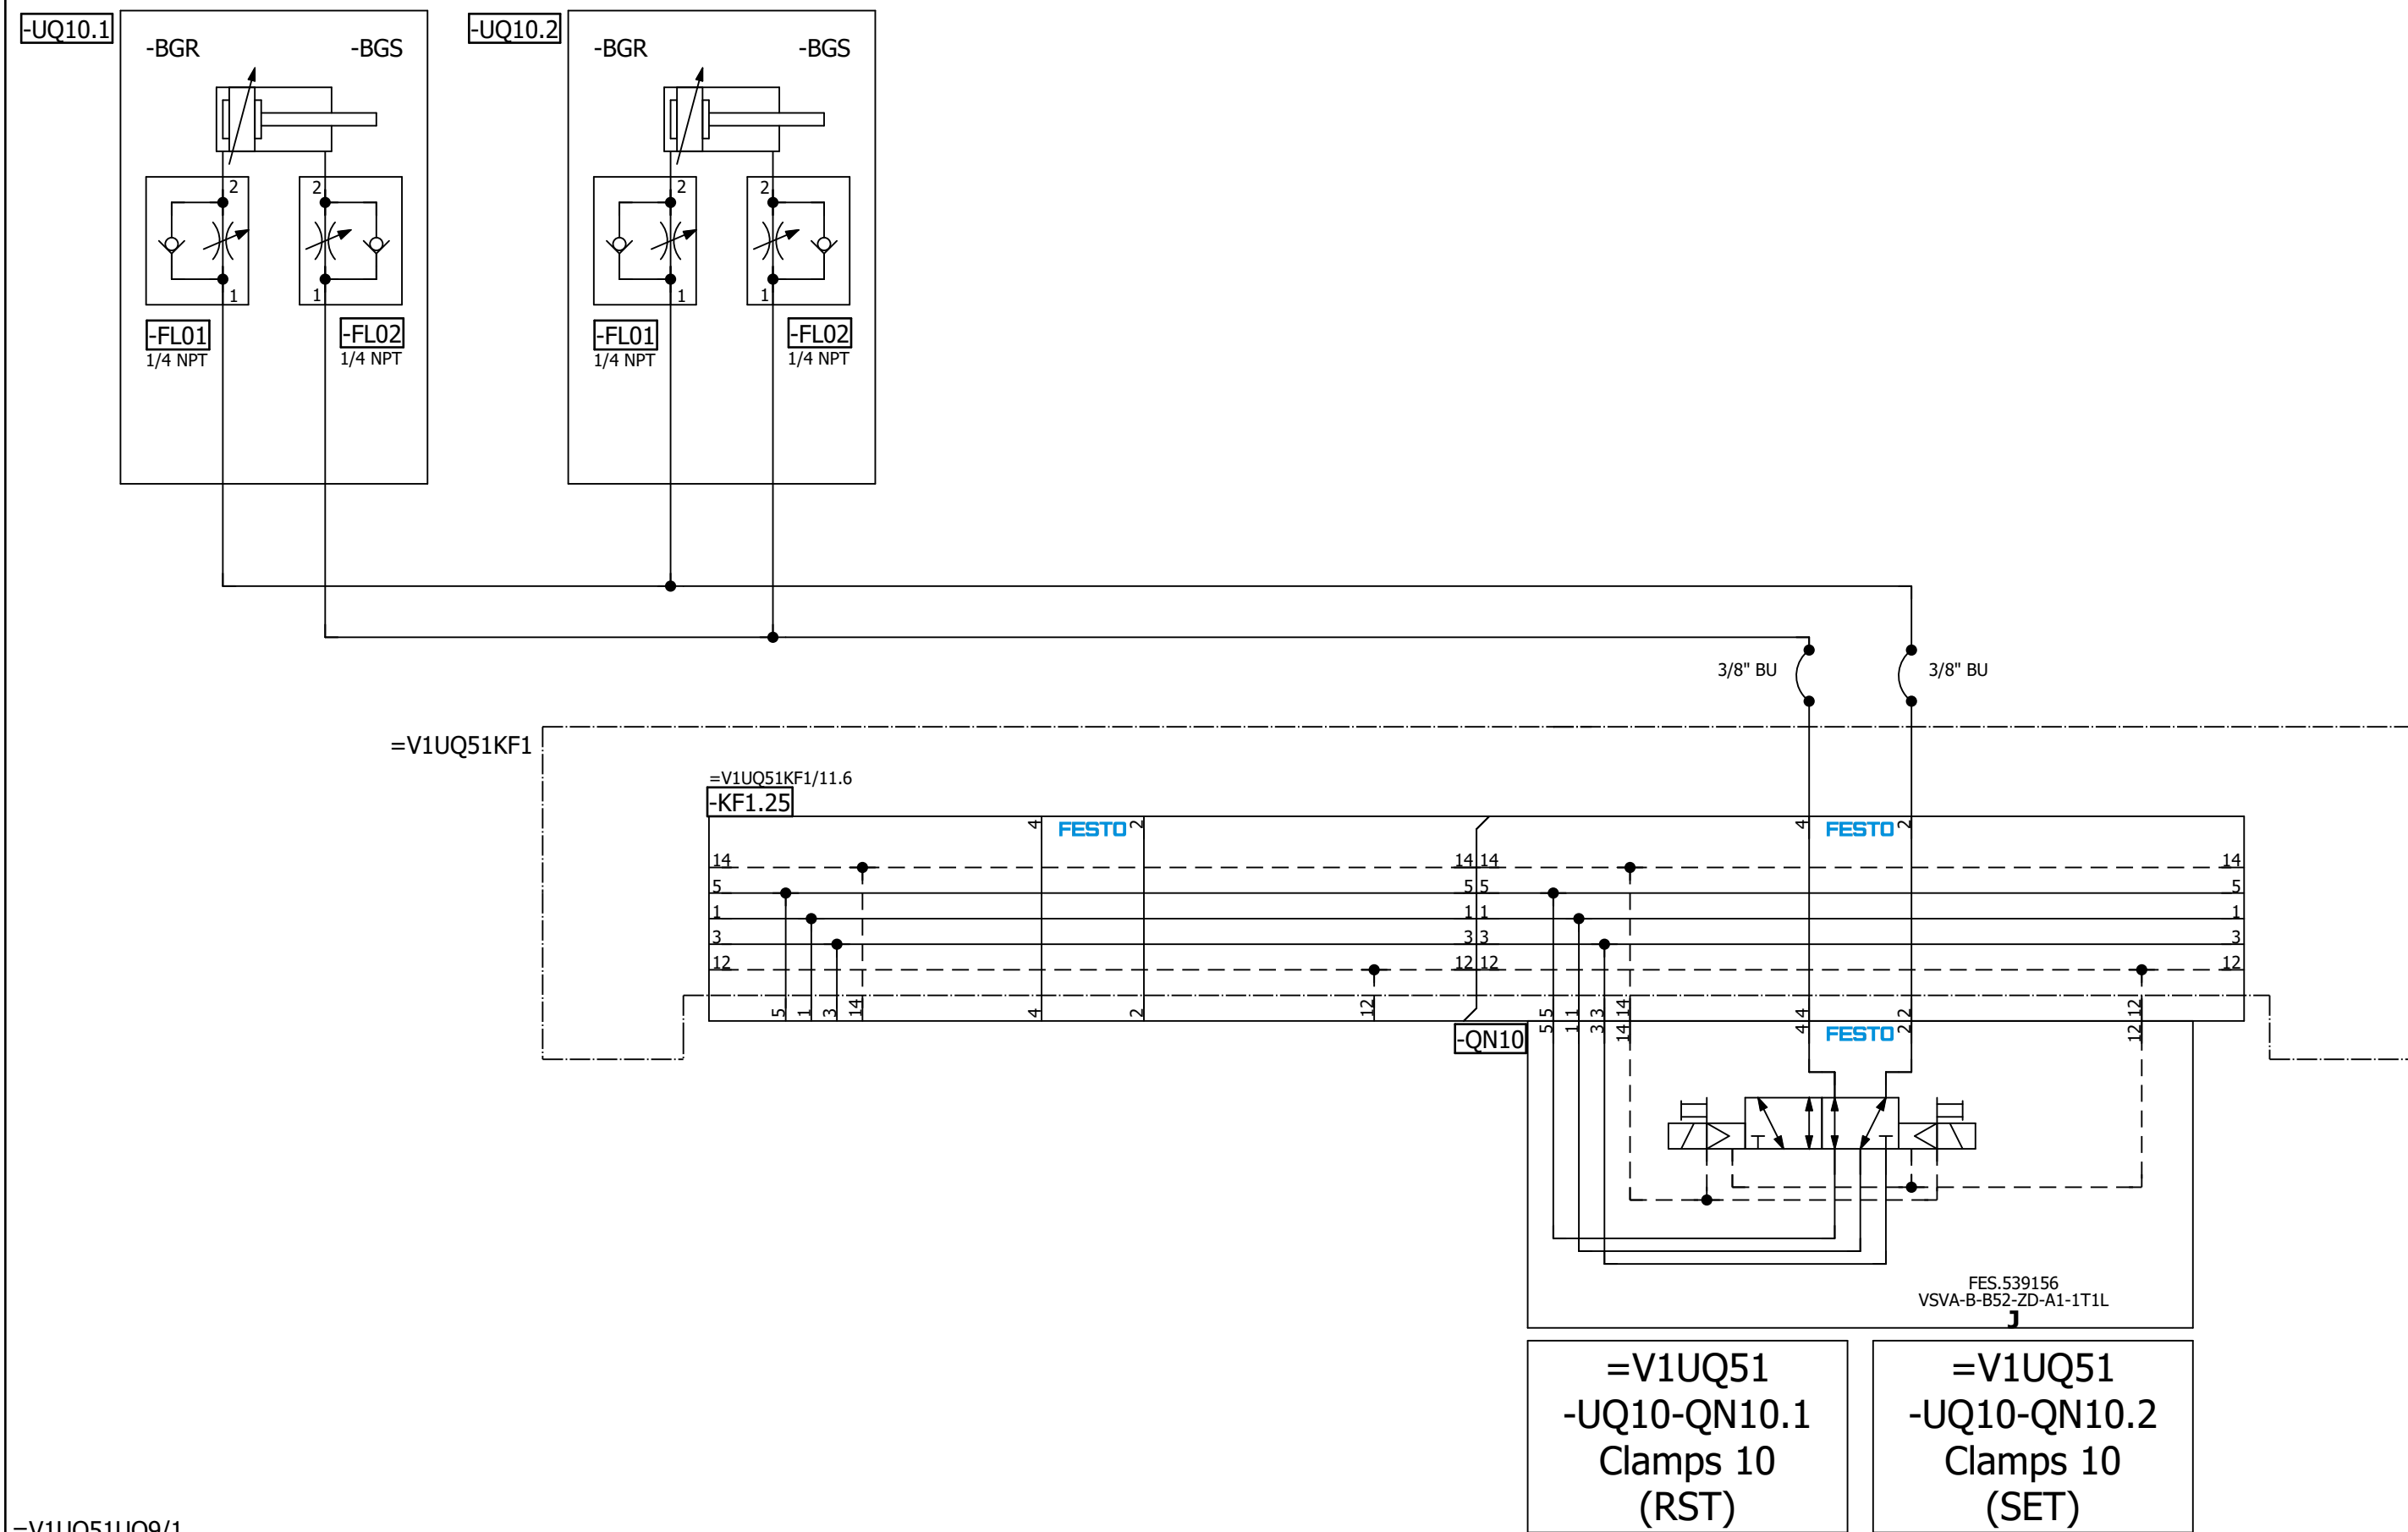 -UQ10.1
-BGR
-BGS
2
2
1
1
-FL01
1/4 NPT
-FL02
1/4 NPT
-UQ10.2
-BGR
-BGS
2
2
1
1
-FL01
1/4 NPT
-FL02
1/4 NPT
3/8" BU
3/8" BU
=V1UQ51KF1
=V1UQ51KF1/11.6
-KF1.25
4 FESTO 2
4 FESTO 2
14 14 14 14
5 5 5 5
1 1 1 1
3 3 3 3
12 12 12 12
5 1 3 14 4 2 12
5 1 3 14 4 2 12
-QN10
5 1 3 14 4 FESTO 2 12
FES.539156
VSVA-B-B52-ZD-A1-1T1L
J
=V1UQ51
-UQ10-QN10.1
Clamps 10
(RST)
=V1UQ51
-UQ10-QN10.2
Clamps 10
(SET)
=V1UQ51UQ9/1